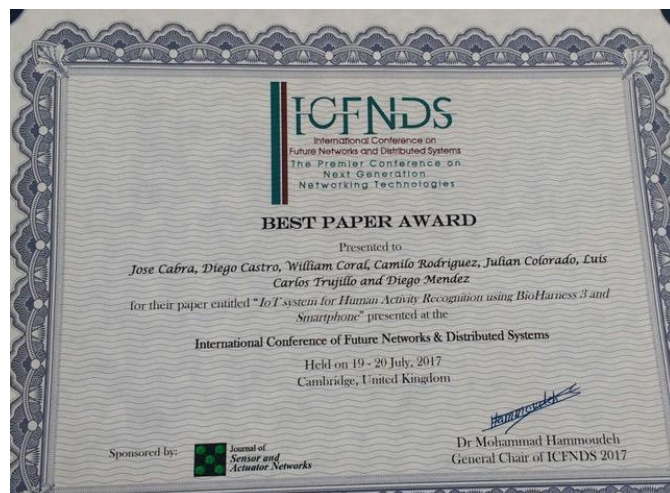 ICFNDS
International Conference on
Future Networks and Distributed Systems
The Premier Conference on
Next Generation
Networking Technologies
BEST PAPER AWARD
Presented to
Jose Cabra, Diego Castro, William Coral, Camilo Rodriguez, Julian Colorado, Luis
Carlos Trujillo and Diego Mendez
for their paper entitled "IoT system for Human Activity Recognition using BioHarness 3 and
Smartphone" presented at the
International Conference of Future Networks & Distributed Systems
Held on 19 - 20 July, 2017
Cambridge, United Kingdom
Hammoudeh
Dr Mohammad Hammoudeh
General Chair of ICFNDS 2017
Sponsored by:
Journal of
Sensor and
Actuator Networks